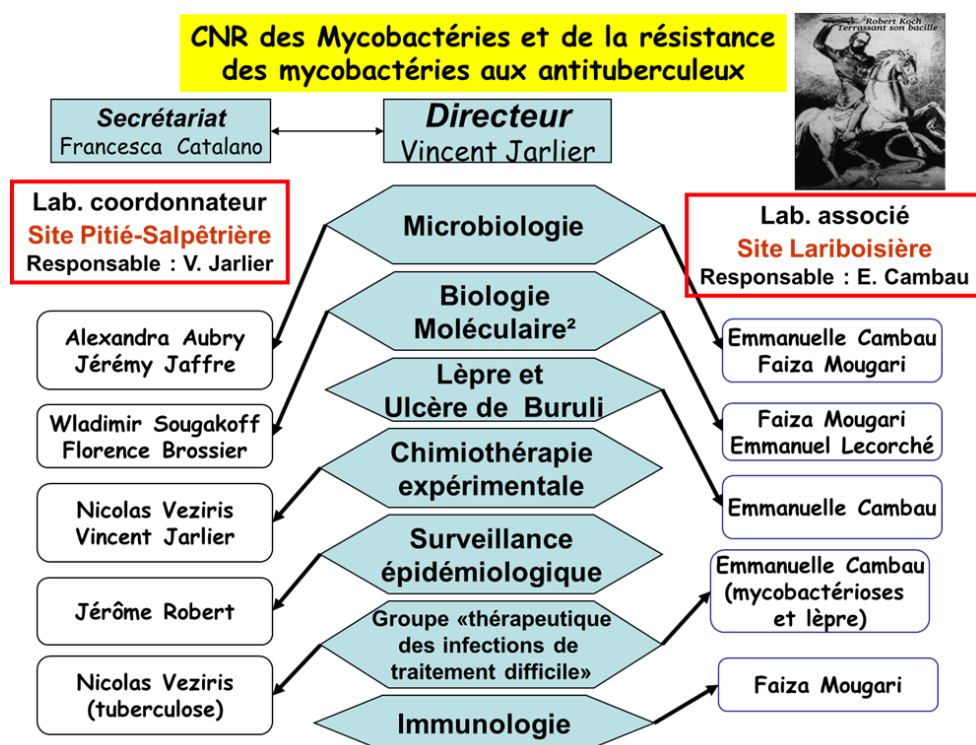 CNR des Mycobactéries et de la résistance
des mycobactéries aux antituberculeux
Robert Koch
Terrassant son bacille
Secrétariat
Francesca Catalano
Directeur
Vincent Jarlier
Lab. coordonnateur
Site Pitié-Salpêtrière
Responsable : V. Jarlier
Lab. associé
Site Lariboisière
Responsable : E. Cambau
Microbiologie
Biologie
Moléculaire²
Lèpre et
Ulcère de Buruli
Chimiothérapie
expérimentale
Surveillance
épidémiologique
Groupe «thérapeutique
des infections de
traitement difficile»
Immunologie
Alexandra Aubry
Jérémy Jaffre
Wladimir Sougakoff
Florence Brossier
Nicolas Veziris
Vincent Jarlier
Jérôme Robert
Nicolas Veziris
(tuberculose)
Emmanuelle Cambau
Faiza Mougari
Faiza Mougari
Emmanuel Lecorché
Emmanuelle Cambau
Emmanuelle Cambau
(mycobactérioses
et lèpre)
Faiza Mougari